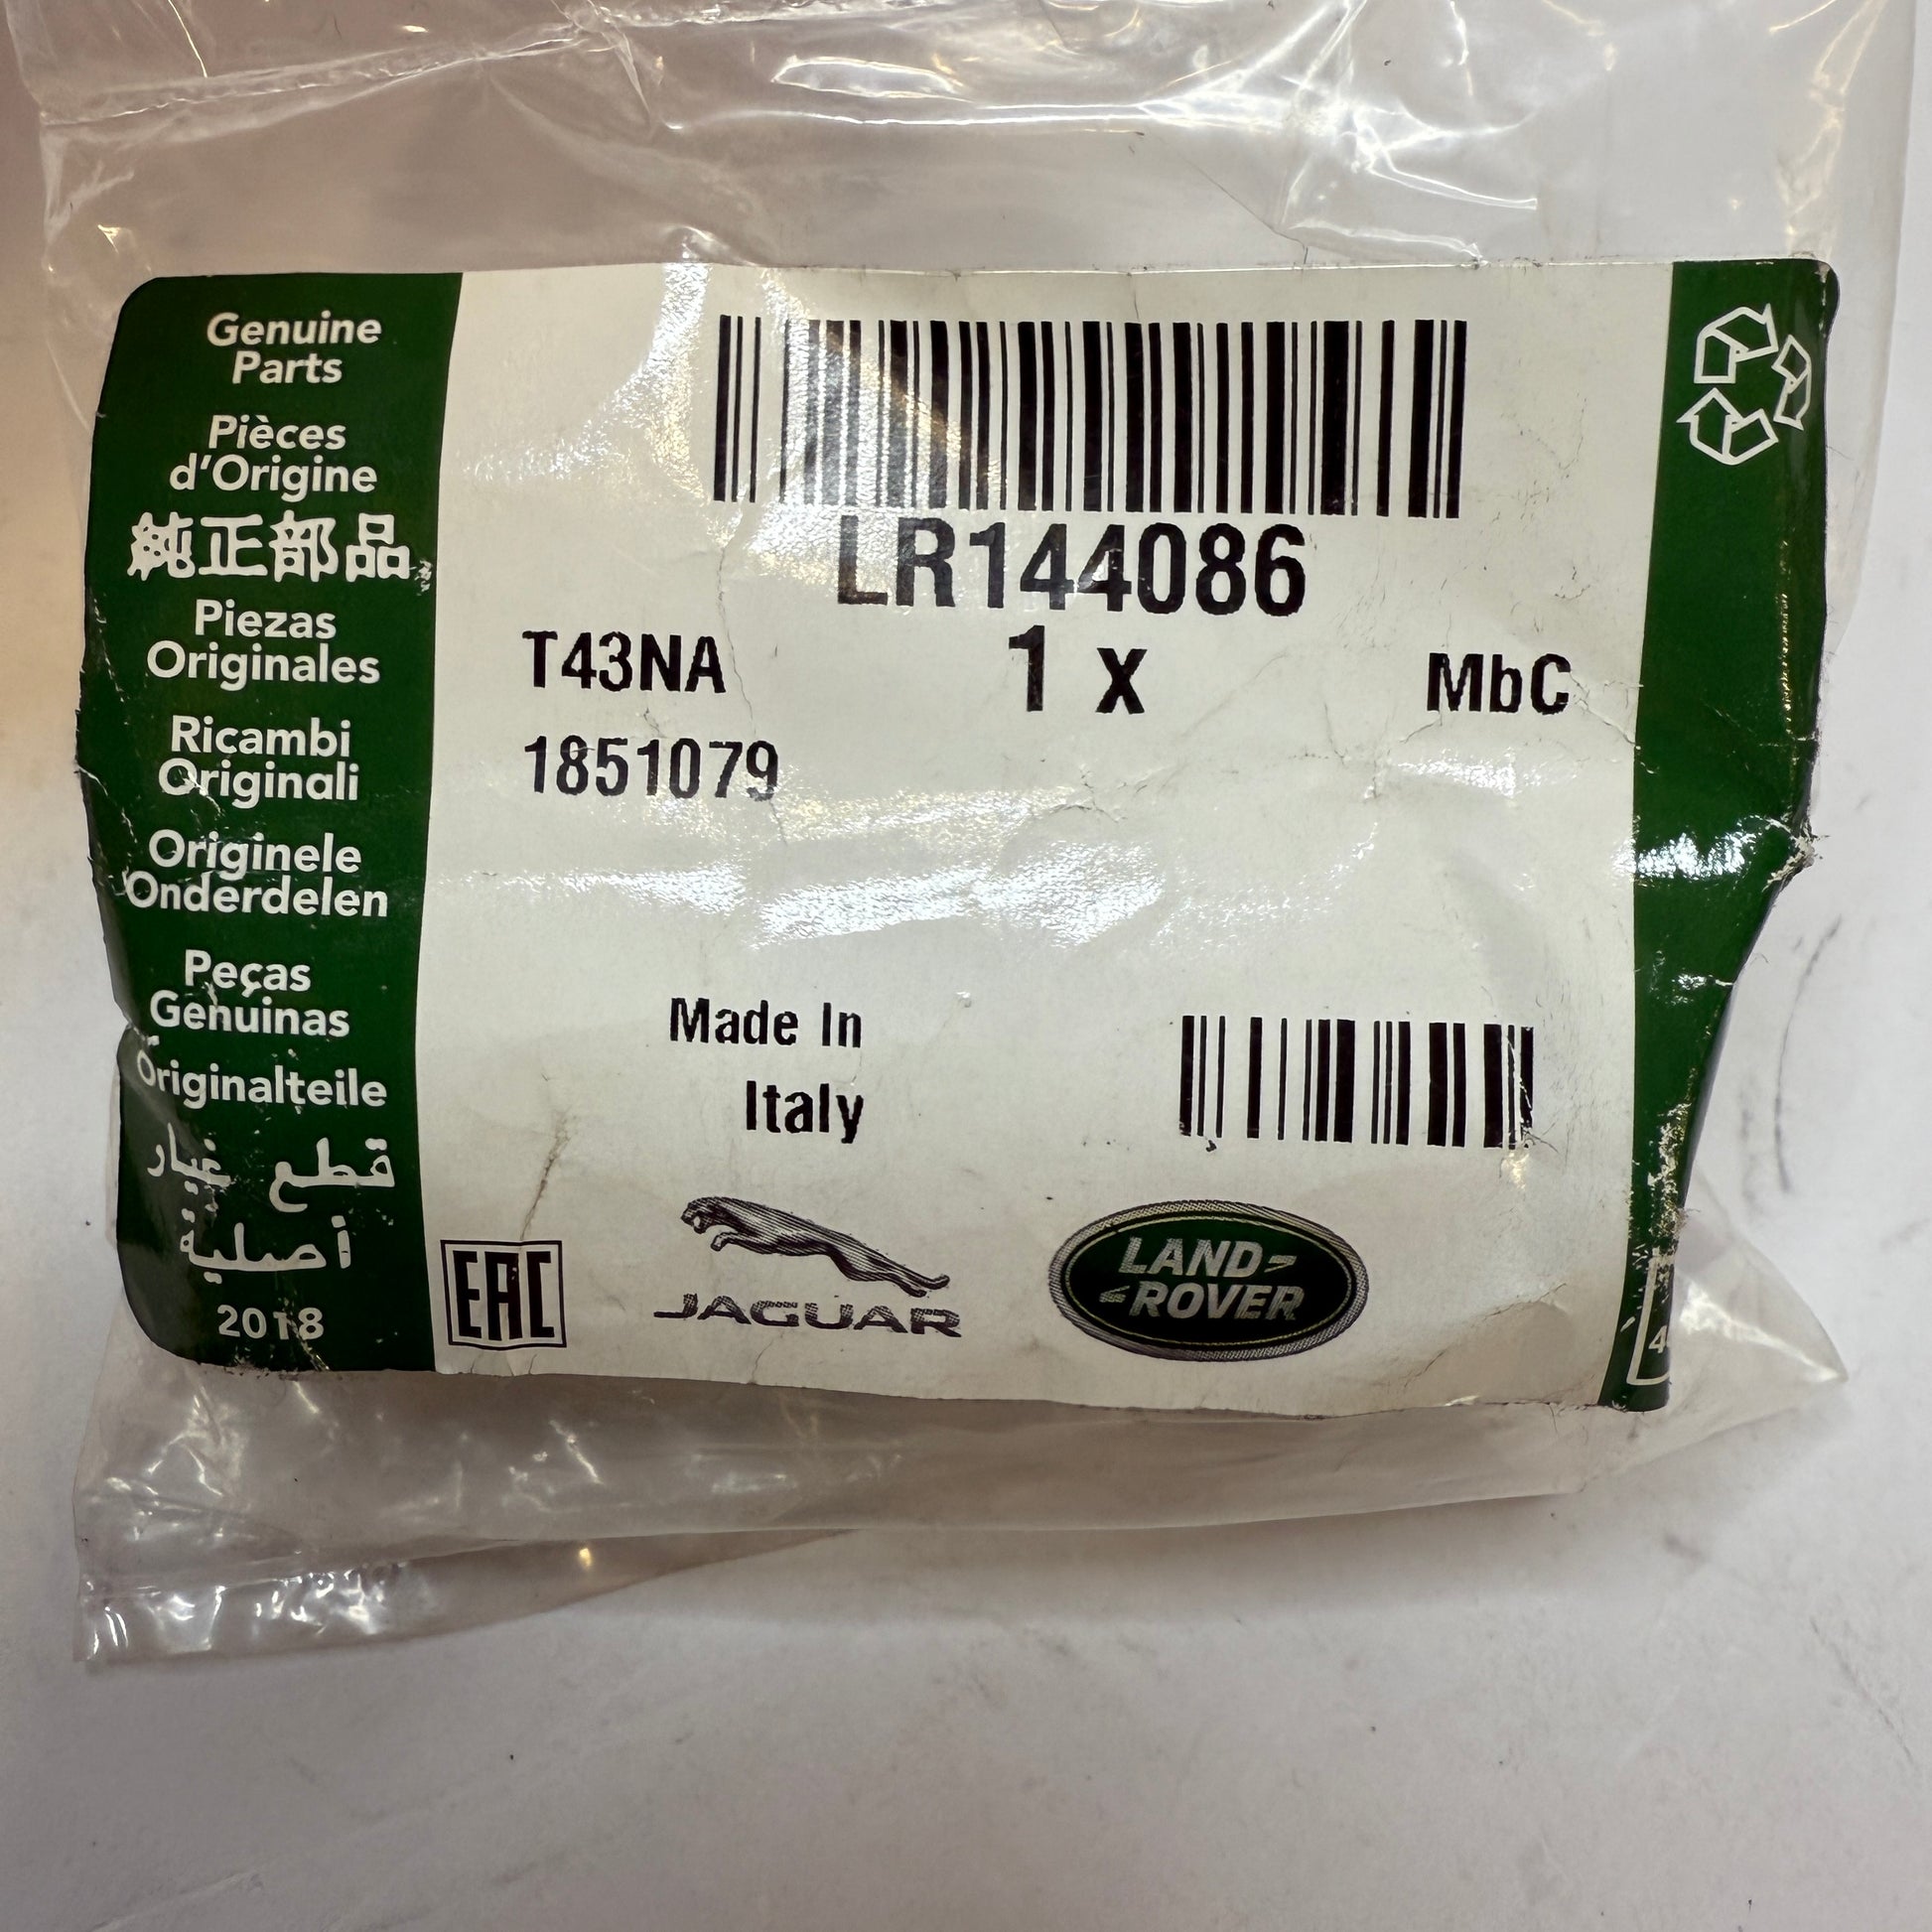 Genuine
Parts
Pièces
d'Origine
純正部品
Piezas
Originales
Ricambi
Originali
Originele
Onderdelen
Peças
Genuinas
Originalteile
قطع غيار
أصلية
2018
LR144086
T43NA 1 x MbC
1851079
Made In
Italy
EAC
JAGUAR
LAND-
-ROVER